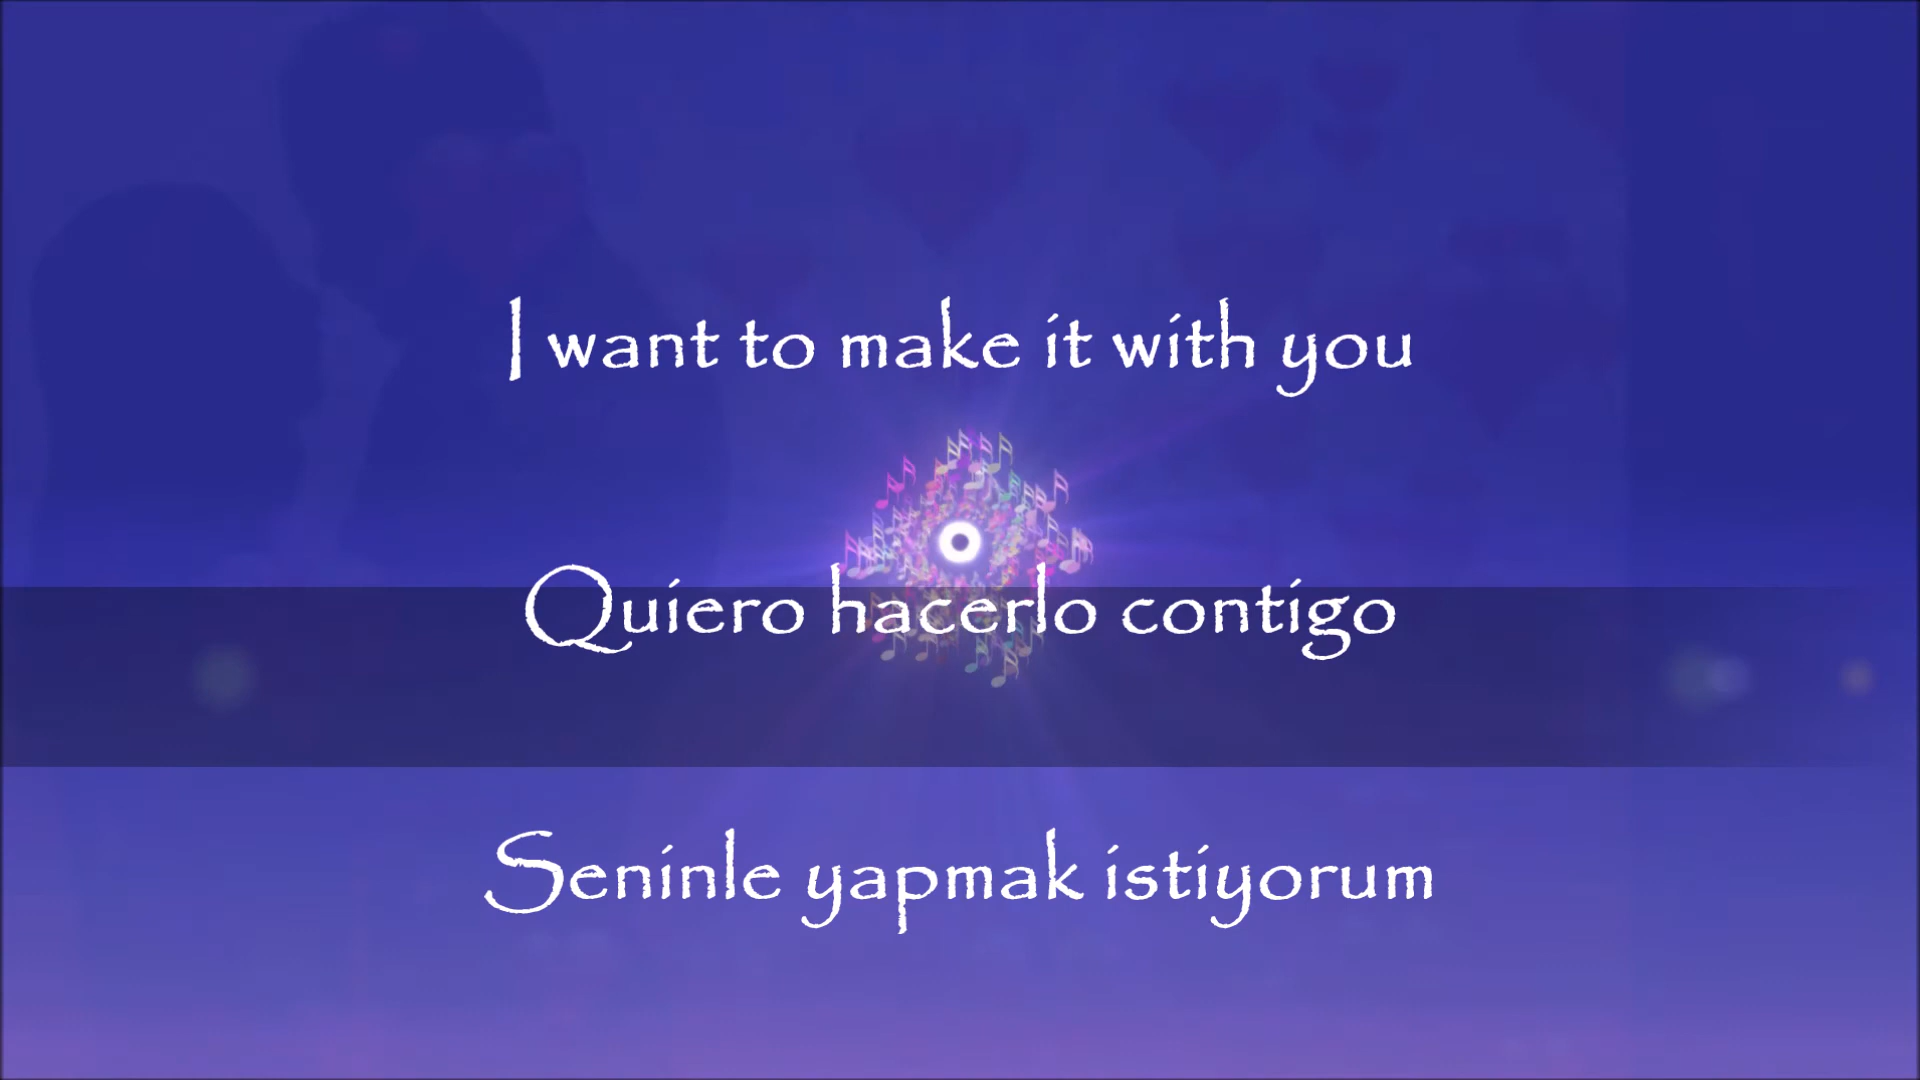 I want to make it with you
Quiero hacerlo contigo
Seninle yapmak istiyorum